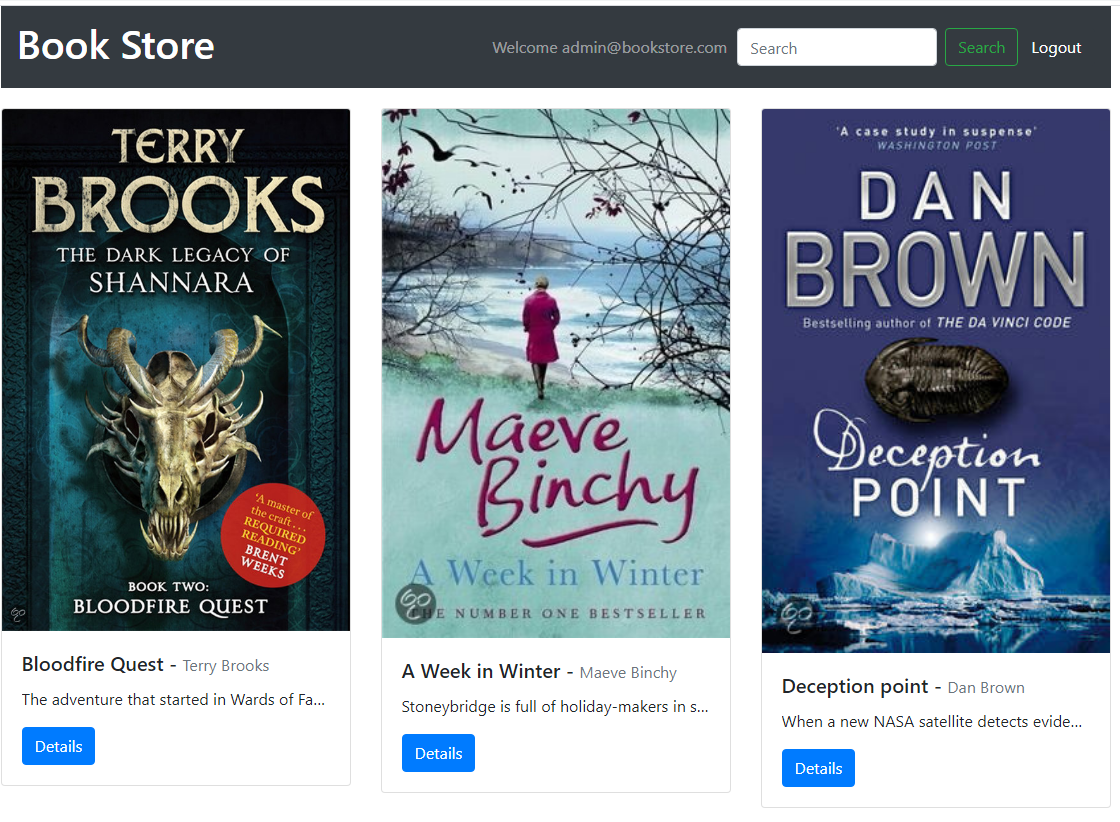 Book Store
Welcome admin@bookstore.com
Search
Search
Logout
TERRY
BROOKS
THE DARK LEGACY OF
SHANNARA
'A master of
the craft . . .
REQUIRED
READING'
BRENT
WEEKS
BOOK TWO:
BLOODFIRE QUEST
Bloodfire Quest - Terry Brooks
The adventure that started in Wards of Fa...
Details
Maeve
Binchy
A Week in Winter
THE NUMBER ONE BESTSELLER
A Week in Winter - Maeve Binchy
Stoneybridge is full of holiday-makers in s...
Details
'A case study in suspense'
WASHINGTON POST
DAN
BROWN
Bestselling author of THE DA VINCI CODE
Deception
POINT
Deception point - Dan Brown
When a new NASA satellite detects evide...
Details